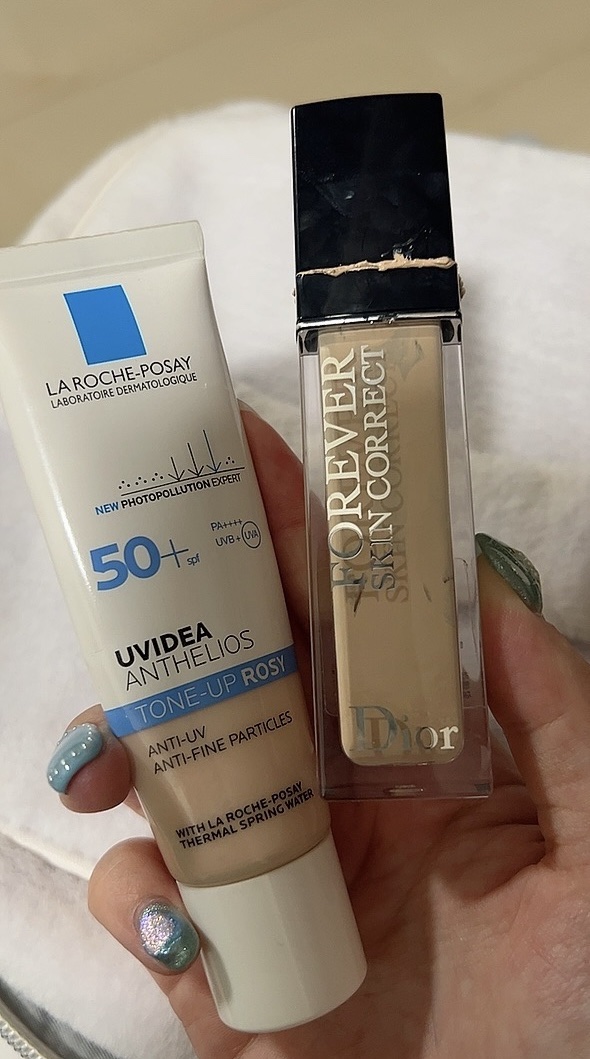 LA ROCHE-POSAY
LABORATOIRE DERMATOLOGIQUE
NEW PHOTOPOLLUTION EXPERT
50+ spf
PA++++
UVB + UVA
UVIDEA
ANTHELIOS
TONE-UP ROSY
ANTI-UV
ANTI-FINE PARTICLES
WITH LA ROCHE-POSAY
THERMAL SPRING WATER
FOREVER
SKIN CORRECT
Dior